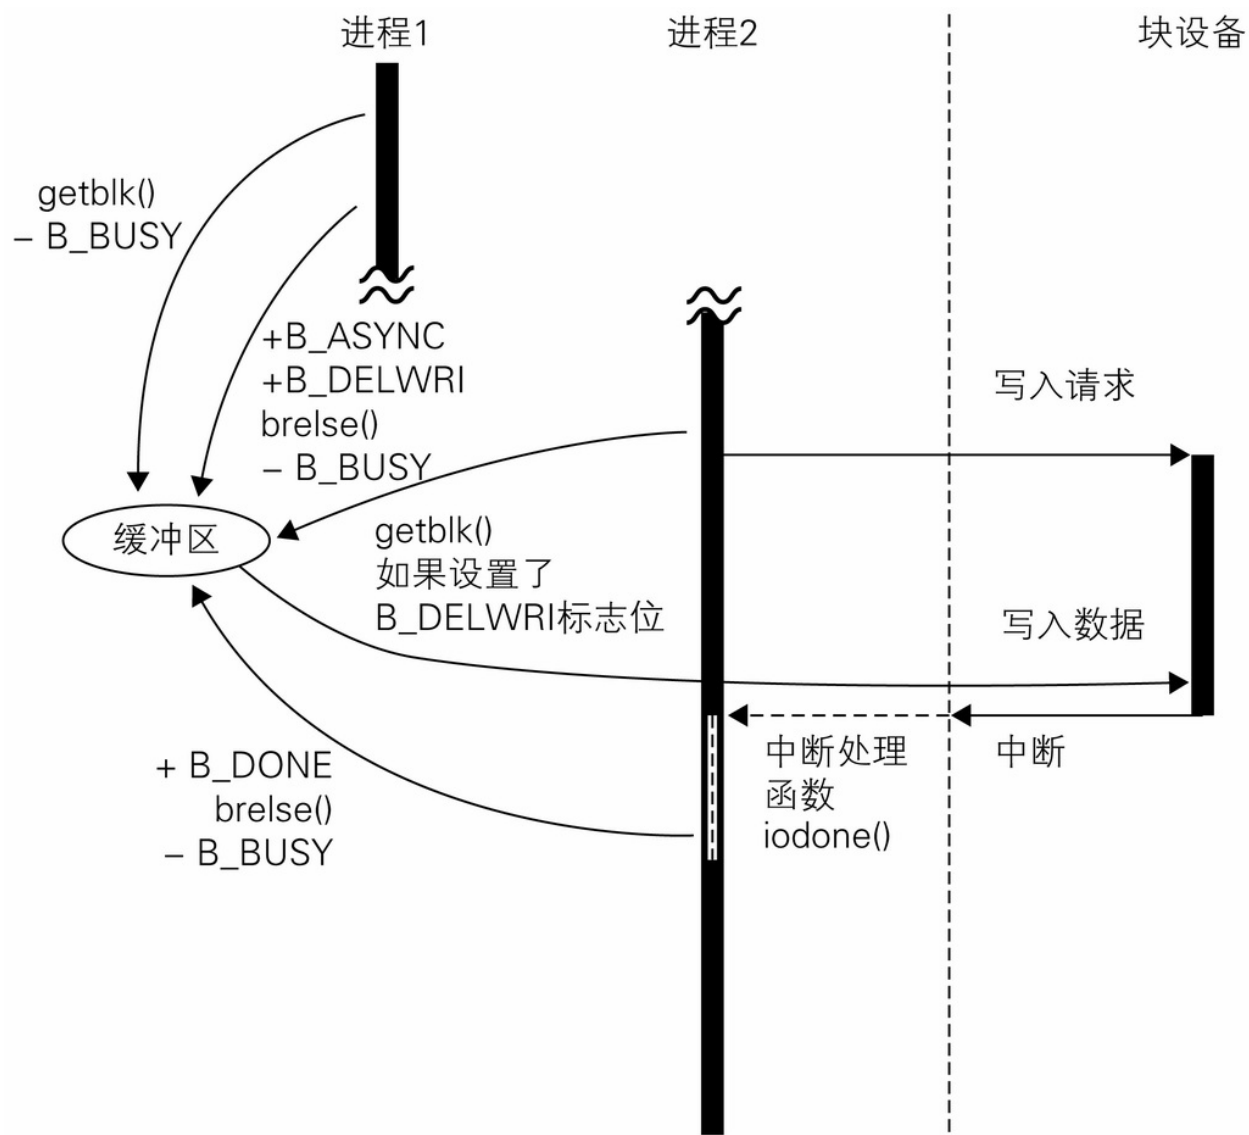 进程1
进程2
块设备
getblk()
– B_BUSY
+B_ASYNC
+B_DELWRI
brelse()
– B_BUSY
写入请求
缓冲区
getblk()
如果设置了
B_DELWRI标志位
写入数据
+ B_DONE
brelse()
– B_BUSY
中断处理
函数
iodone()
中断